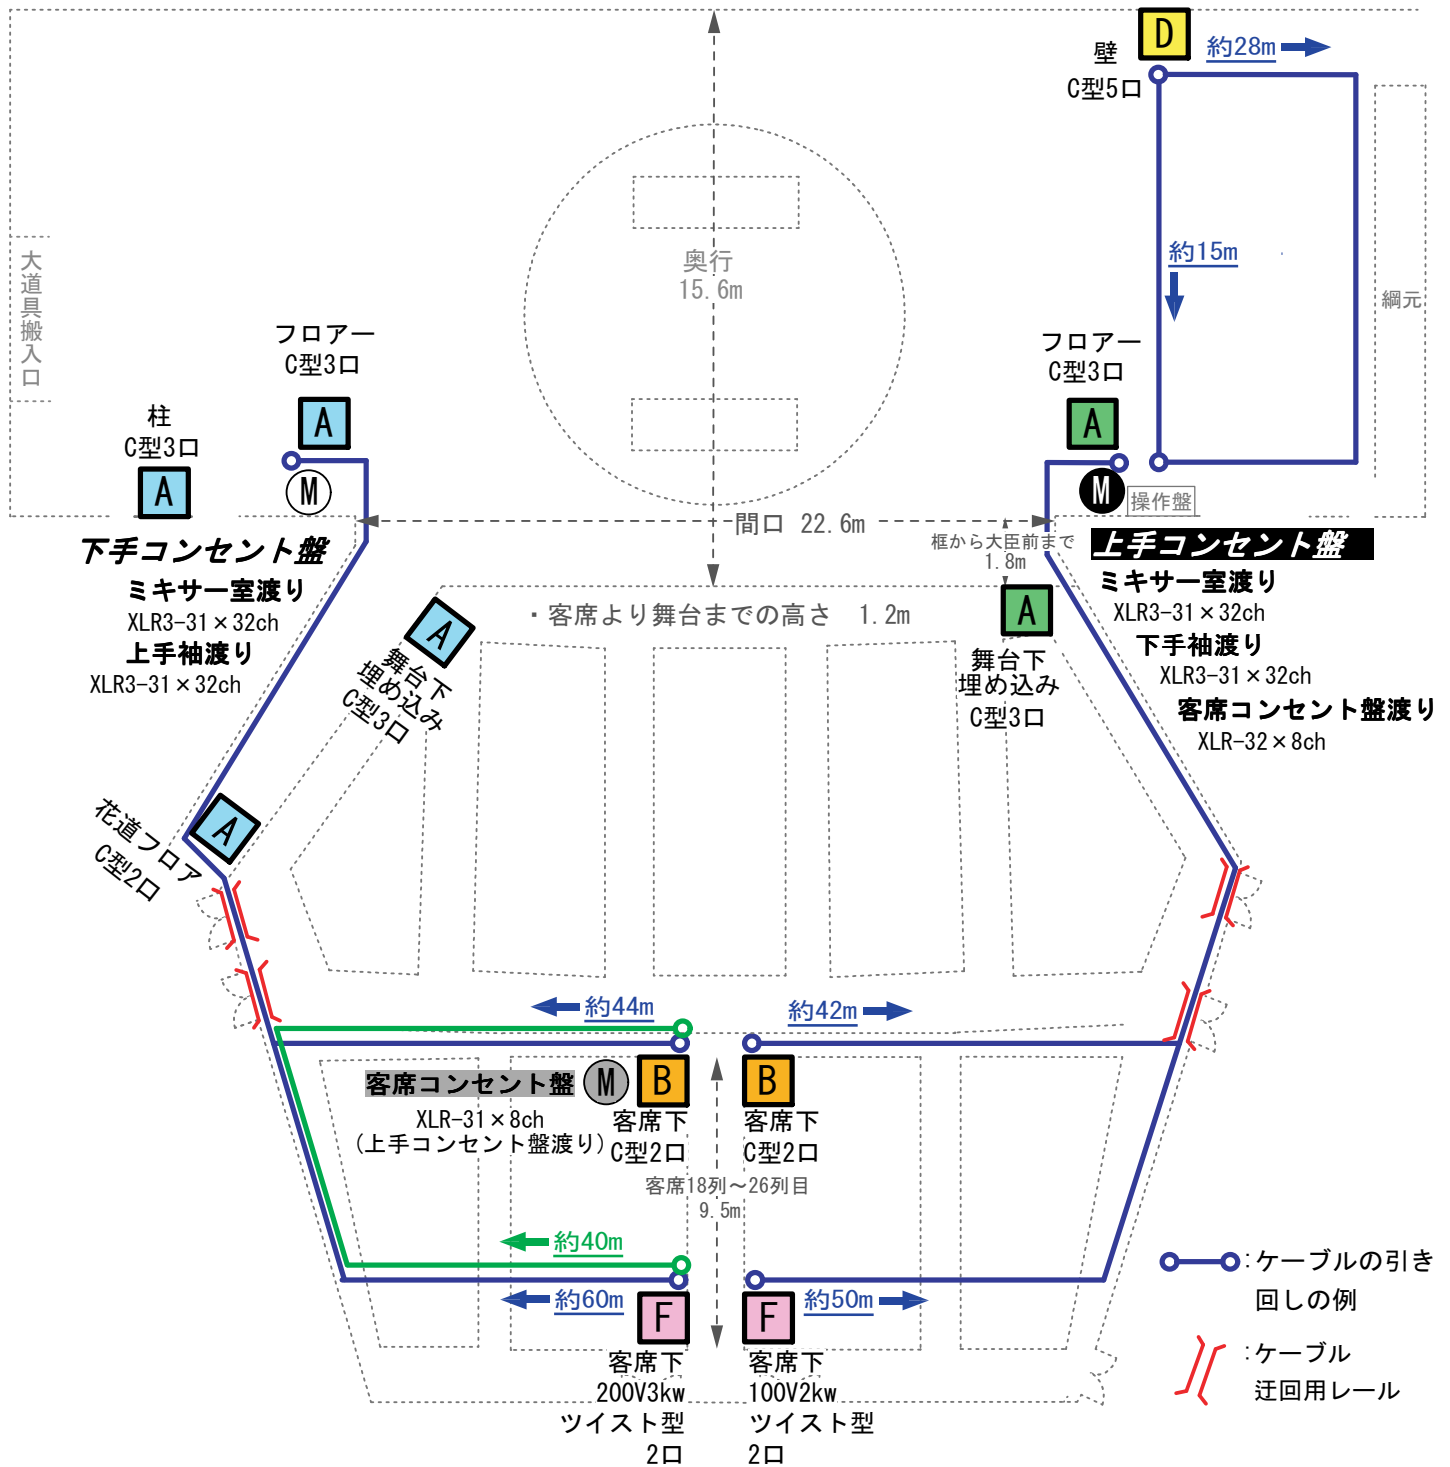 D
約28m
壁
C型5口
奥行
15.6m
約15m
大道具搬入口
綱元
フロアー
C型3口
A
M
フロアー
C型3口
A
M
操作盤
柱
C型3口
A
間口 22.6m
框から大臣前まで
1.8m
下手コンセント盤
ミキサー室渡り
XLR3-31×32ch
上手袖渡り
XLR3-31×32ch
上手コンセント盤
ミキサー室渡り
XLR3-31×32ch
下手袖渡り
XLR3-31×32ch
客席コンセント盤渡り
XLR-32×8ch
・客席より舞台までの高さ 1.2m
A
舞台下
埋め込み
C型3口
A
舞台下
埋め込み
C型3口
A
花道フロア
C型2口
約44m
約42m
客席コンセント盤
M
XLR-31×8ch
(上手コンセント盤渡り)
B
客席下
C型2口
B
客席下
C型2口
客席18列～26列目
9.5m
約40m
約60m
約50m
F
客席下
200V3kw
ツイスト型
2口
F
客席下
100V2kw
ツイスト型
2口
:ケーブルの引き
回しの例
:ケーブル
迂回用レール